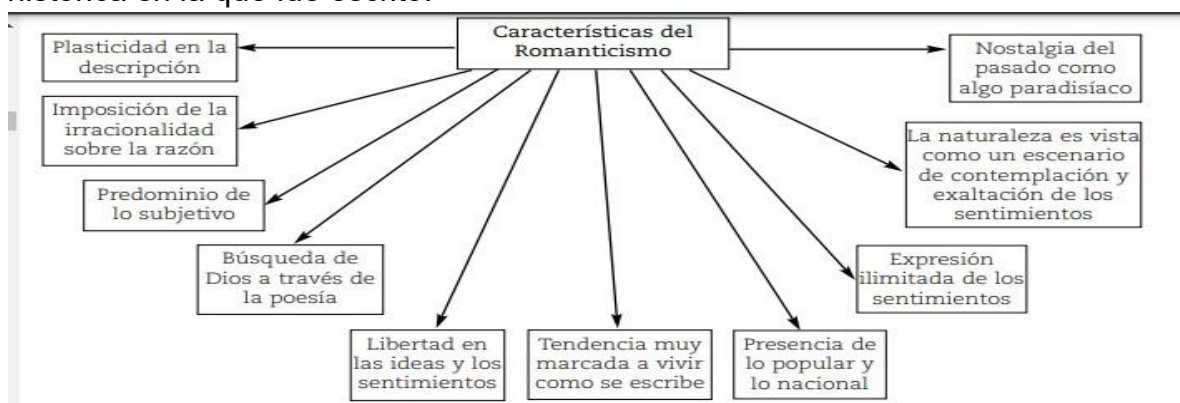 histórica en la que fue escrito.
Características del
Romanticismo
Plasticidad en la
descripción
Imposición de la
irracionalidad
sobre la razón
Predominio de
lo subjetivo
Búsqueda de
Dios a través de
la poesía
Libertad en
las ideas y los
sentimientos
Tendencia muy
marcada a vivir
como se escribe
Presencia de
lo popular y
lo nacional
Expresión
ilimitada de los
sentimientos
La naturaleza es vista
como un escenario
de contemplación y
exaltación de los
sentimientos
Nostalgia del
pasado como
algo paradisíaco